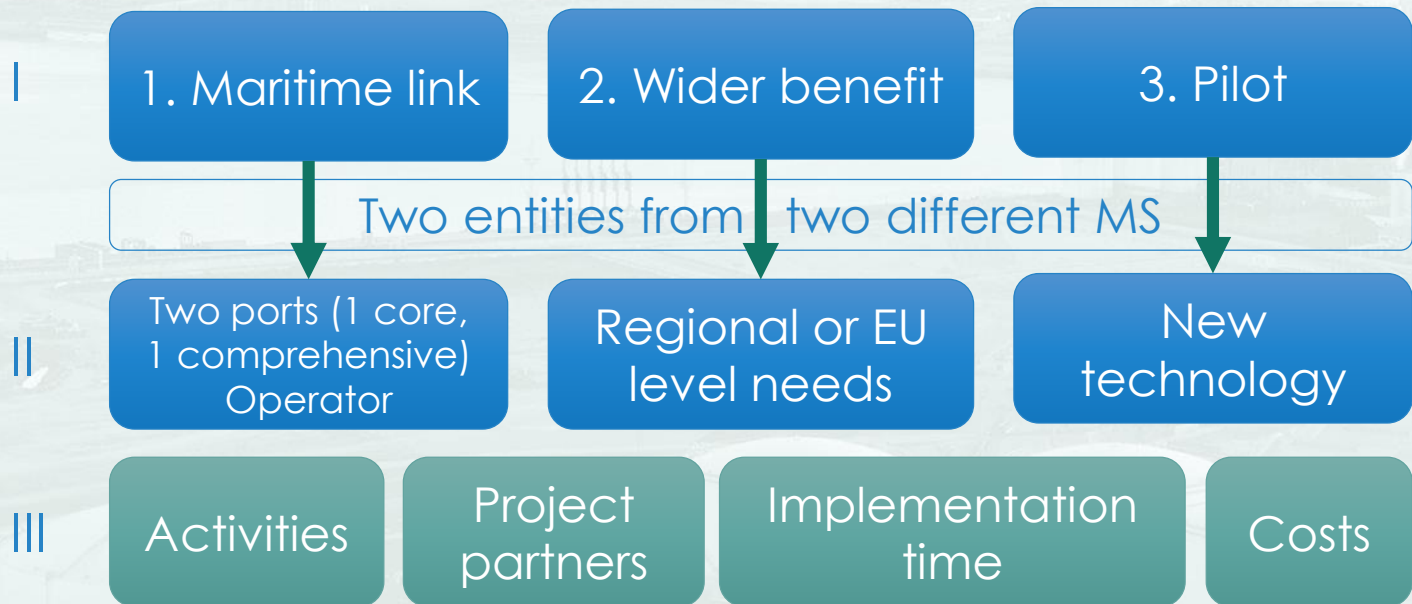 I
1. Maritime link
2. Wider benefit
3. Pilot
Two entities from two different MS
II
Two ports (1 core,
1 comprehensive)
Operator
Regional or EU
level needs
New
technology
III
Activities
Project
partners
Implementation
time
Costs